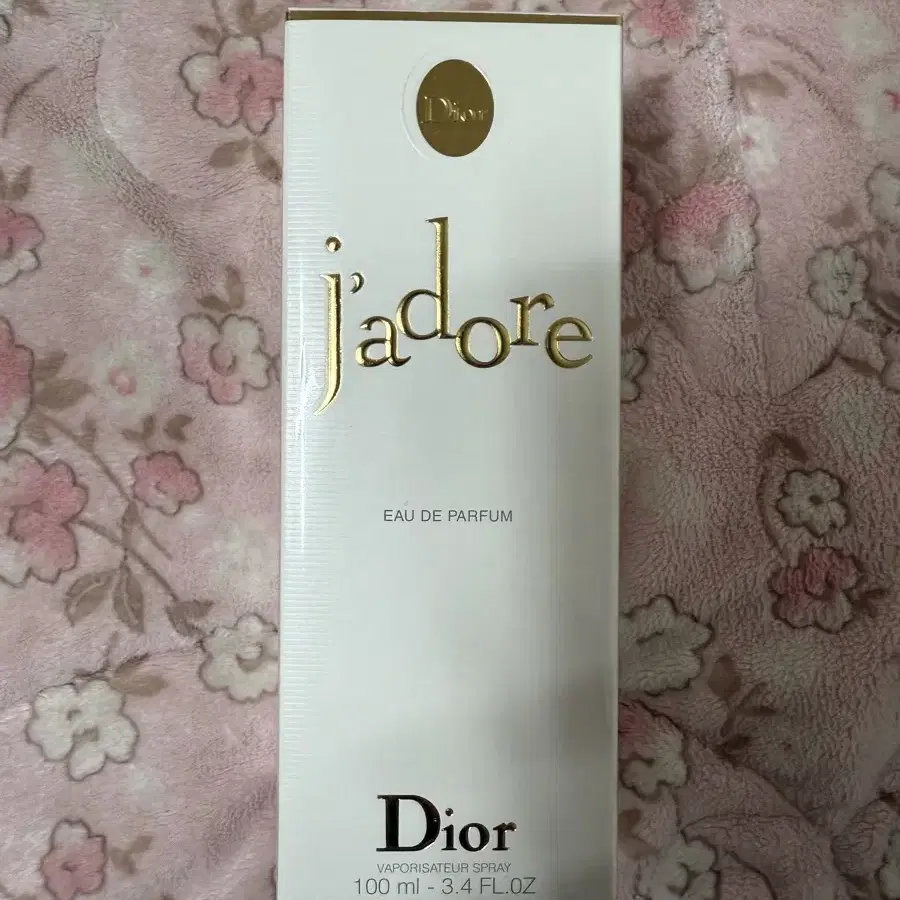 Dior
j'adore
EAU DE PARFUM
Dior
VAPORISATEUR SPRAY
100 ml - 3.4 FL.OZ